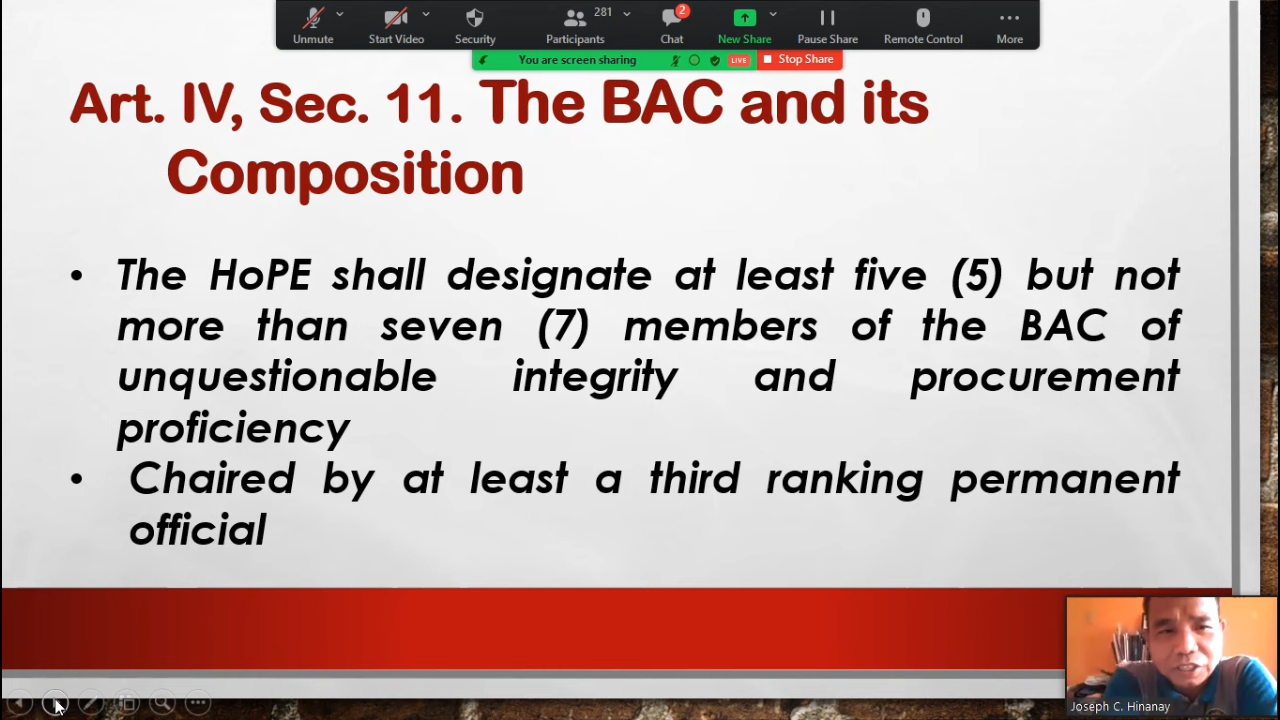 281
2
Unmute
Start Video
Security
Participants
Chat
New Share
Pause Share
Remote Control
More
You are screen sharing
LIVE
Stop Share
Art. IV, Sec. 11. The BAC and its
Composition
• The HoPE shall designate at least five (5) but not
more than seven (7) members of the BAC of
unquestionable integrity and procurement
proficiency
• Chaired by at least a third ranking permanent
official
Joseph C. Hinanay